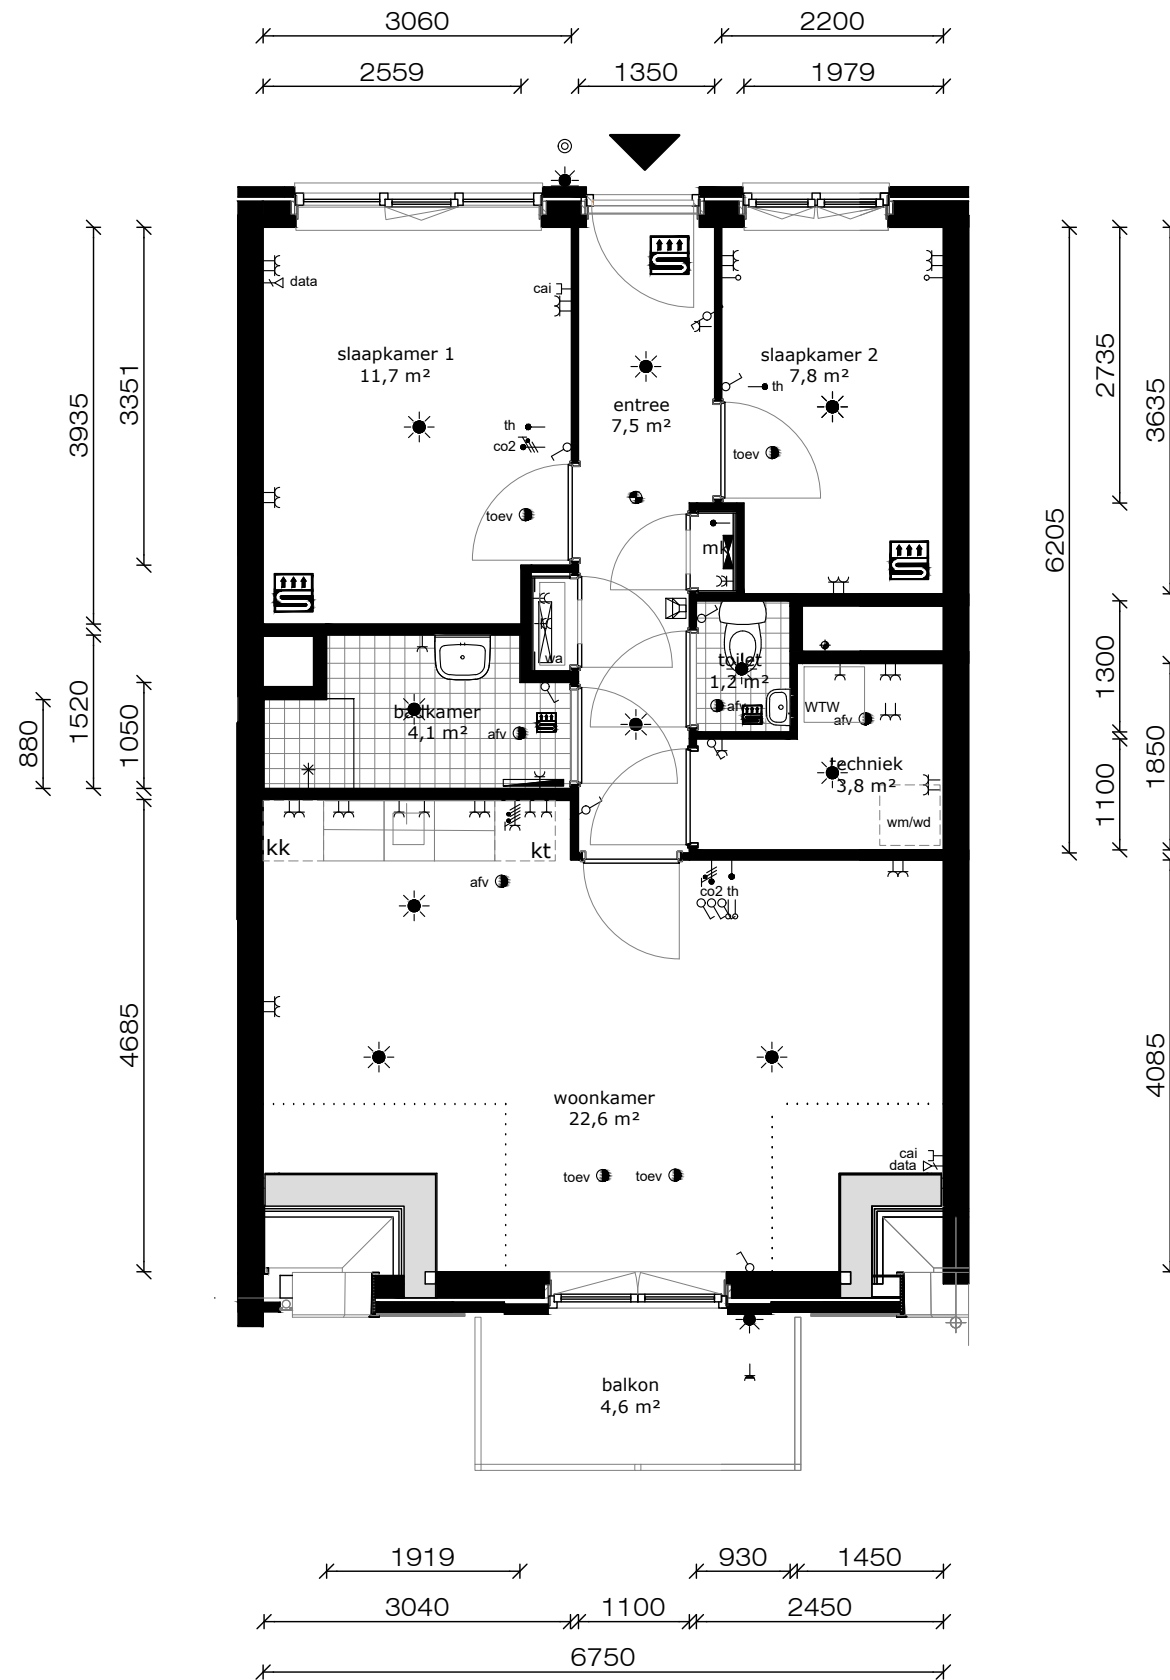 3060
2200
2559
1350
1979
data
cai
slaapkamer 1
11,7 m²
slaapkamer 2
7,8 m²
th
entree
7,5 m²
th
co2
toev
toev
mk
3935
3351
2735
3635
6205
wa
toilet
1,2 m²
afv
WTW
afv
badkamer
4,1 m²
afv
techniek
3,8 m²
wm/wd
880
1520
1050
1300
1100
1850
kk
kt
afv
co2 th
4685
4085
woonkamer
22,6 m²
toev
toev
cai
data
balkon
4,6 m²
1919
930
1450
3040
1100
2450
6750